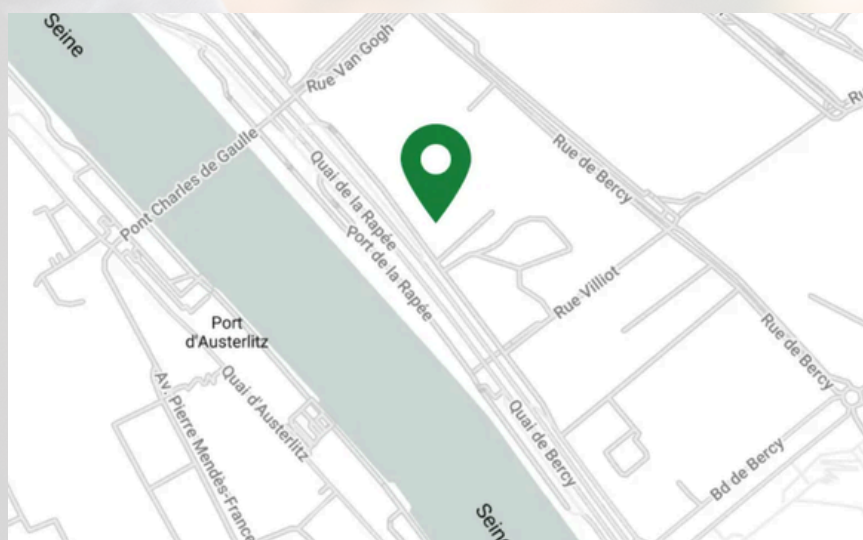 Seine
Rue Van Gogh
Pont Charles de Gaulle
Quai de la Rapée
Port de la Rapée
Rue de Bercy
Rue Villiot
Port
d'Austerlitz
Quai d'Austerlitz
Av. Pierre Mendès-France
Rue de Bercy
Quai de Bercy
Bd de Bercy
Seine